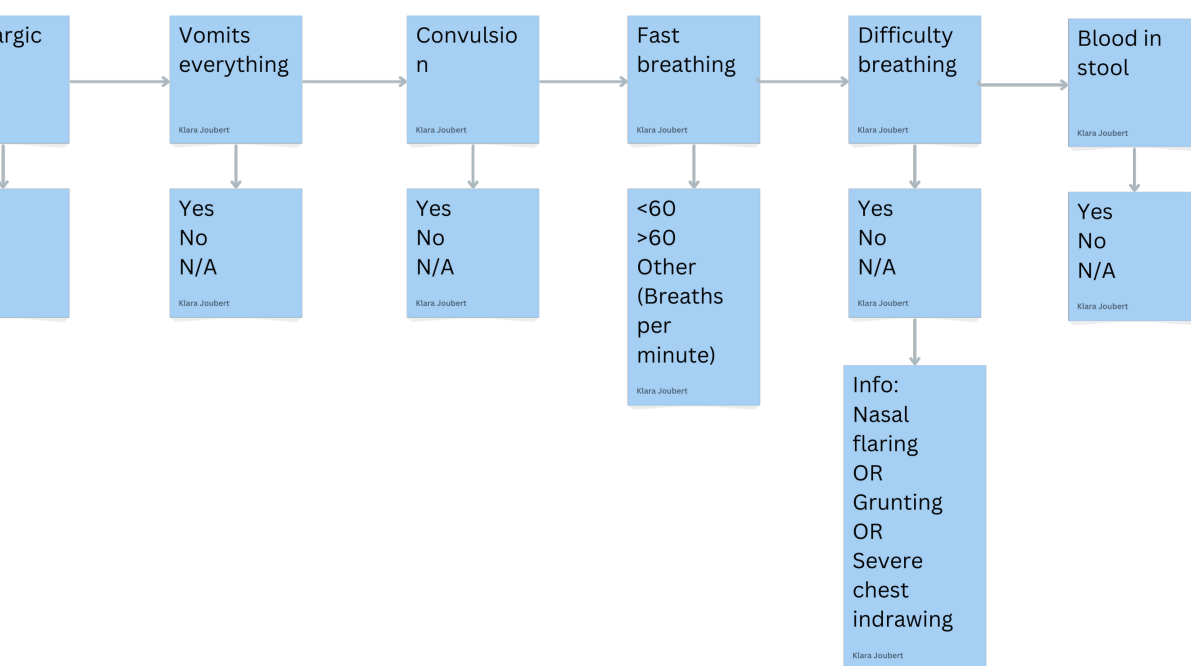 argic
Vomits
everything
Klara Joubert
Convulsio
n
Klara Joubert
Fast
breathing
Klara Joubert
Difficulty
breathing
Klara Joubert
Blood in
stool
Klara Joubert
Yes
No
N/A
Klara Joubert
Yes
No
N/A
Klara Joubert
<60
>60
Other
(Breaths
per
minute)
Klara Joubert
Yes
No
N/A
Klara Joubert
Yes
No
N/A
Klara Joubert
Info:
Nasal
flaring
OR
Grunting
OR
Severe
chest
indrawing
Klara Joubert